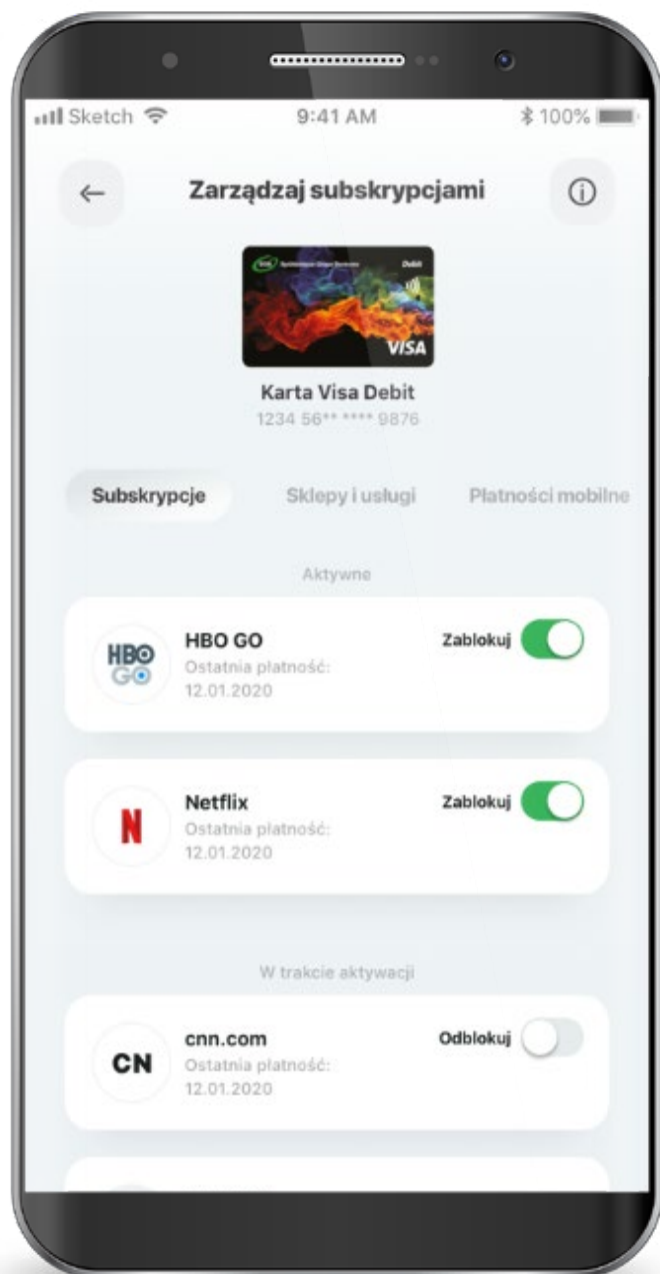 Sketch 9:41 AM 100%
Zarządzaj subskrypcjami
Debit
VISA
Karta Visa Debit
1234 56** **** 9876
Subskrypcje Sklepy i usługi Płatności mobilne
Aktywne
HBO GO
HBO GO Zablokuj
Ostatnia płatność:
12.01.2020
N
Netflix Zablokuj
Ostatnia płatność:
12.01.2020
W trakcie aktywacji
CN
cnn.com Odblokuj
Ostatnia płatność:
12.01.2020